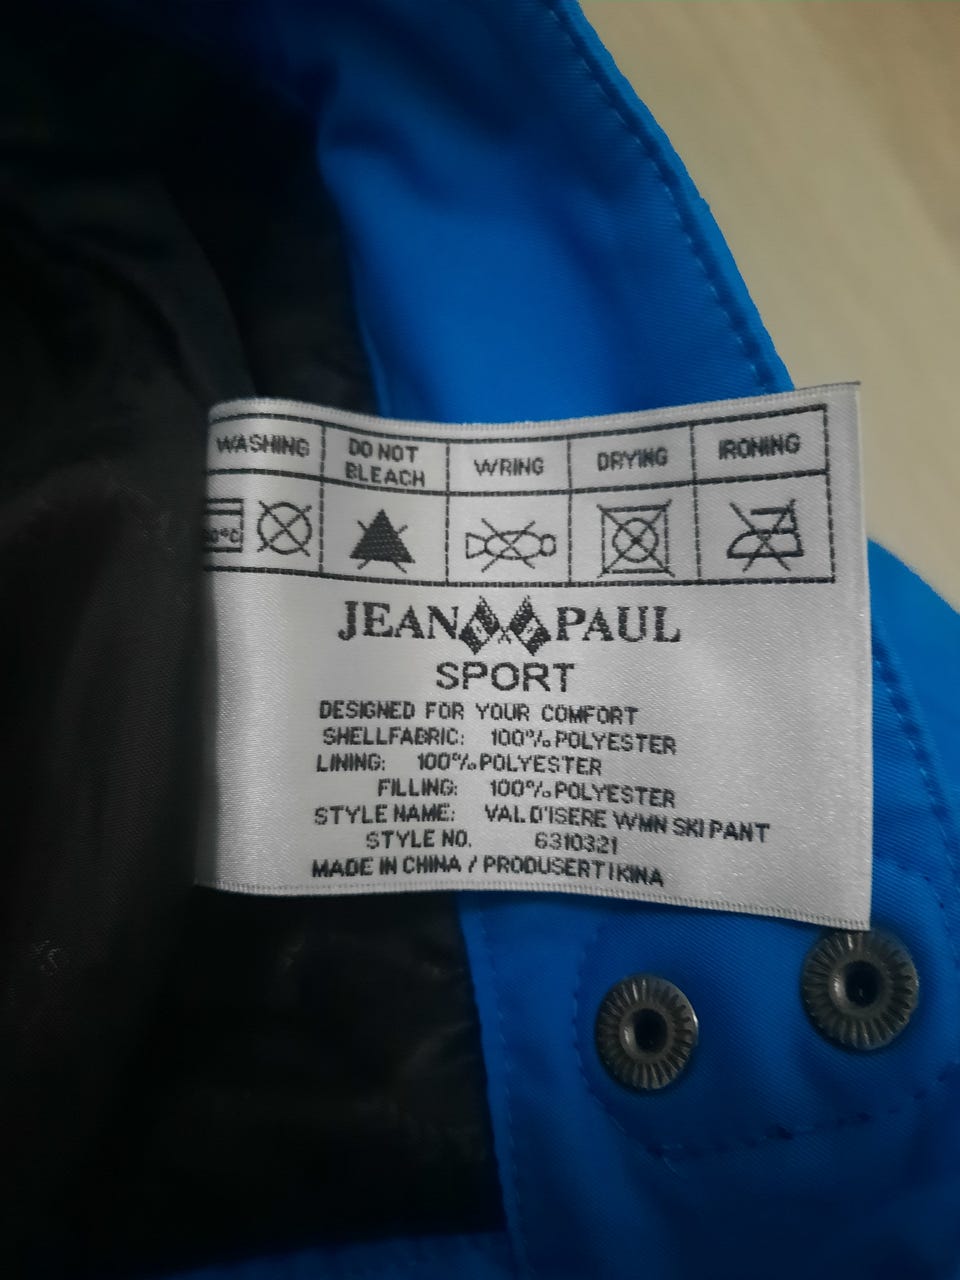 WASHING DO NOT BLEACH WRING DRYING IRONING
0°C
JEAN PAUL
SPORT
DESIGNED FOR YOUR COMFORT
SHELLFABRIC: 100% POLYESTER
LINING: 100% POLYESTER
FILLING: 100% POLYESTER
STYLE NAME: VAL D'ISERE WMN SKI PANT
STYLE NO. 6310321
MADE IN CHINA / PRODUSERT I KINA